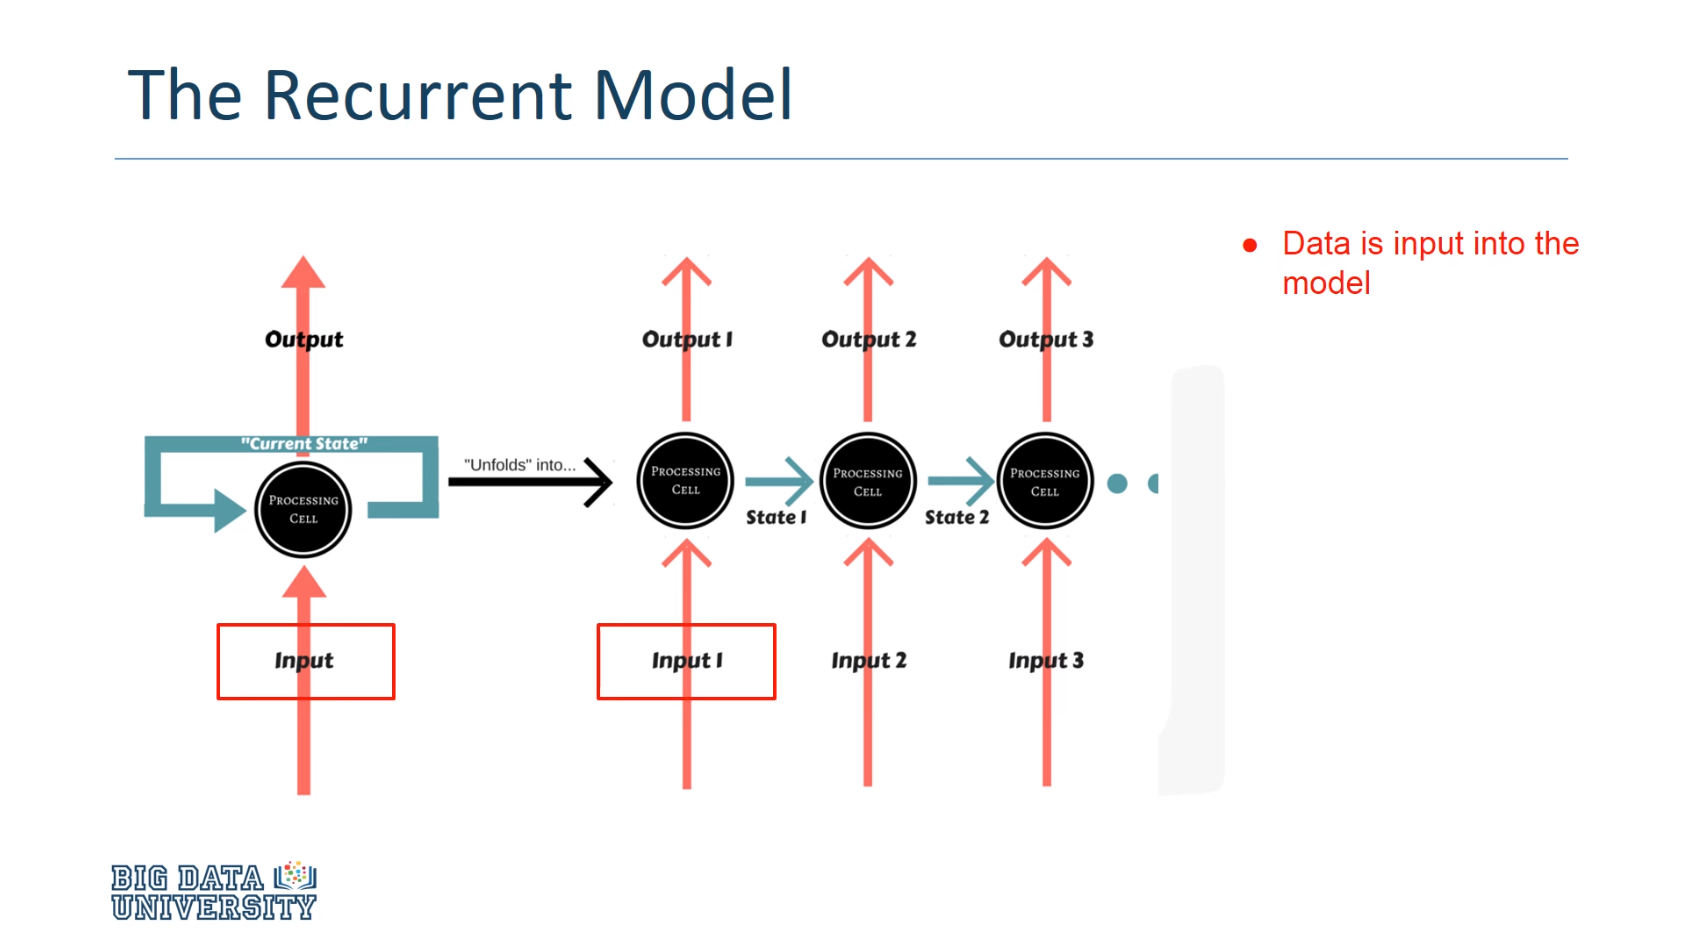 The Recurrent Model
● Data is input into the
model
Output
Output 1
Output 2
Output 3
"Current State"
"Unfolds" into...
Processing
Cell
Processing
Cell
Processing
Cell
Processing
Cell
State 1
State 2
Input
Input 1
Input 2
Input 3
BIG DATA
UNIVERSITY